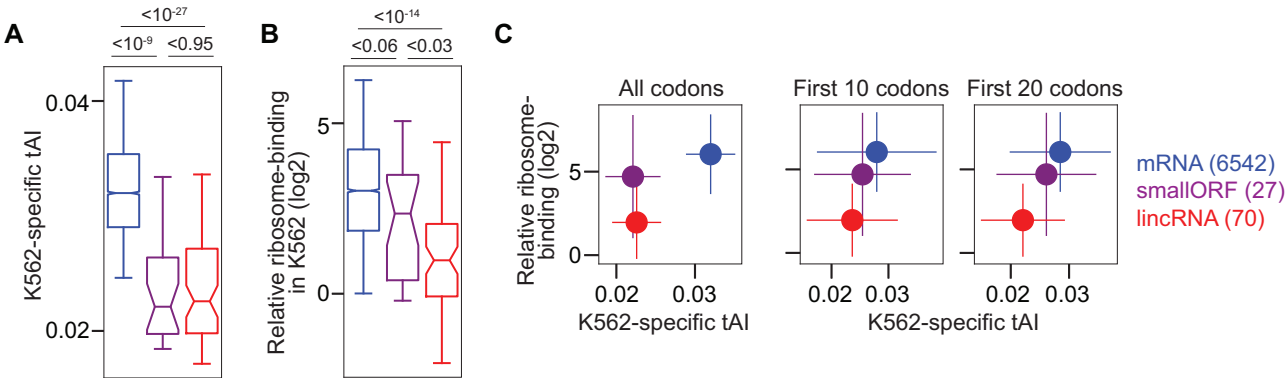 A
<10-27
<10-9 <0.95
K562-specific tAI
0.04
0.02
B
<10-14
<0.06 <0.03
Relative ribosome-binding
in K562 (log2)
5
0
C
All codons
First 10 codons
First 20 codons
Relative ribosome-
binding (log2)
5
0
0.02 0.03
0.02 0.03
0.02 0.03
K562-specific tAI
K562-specific tAI
mRNA (6542)
smallORF (27)
lincRNA (70)